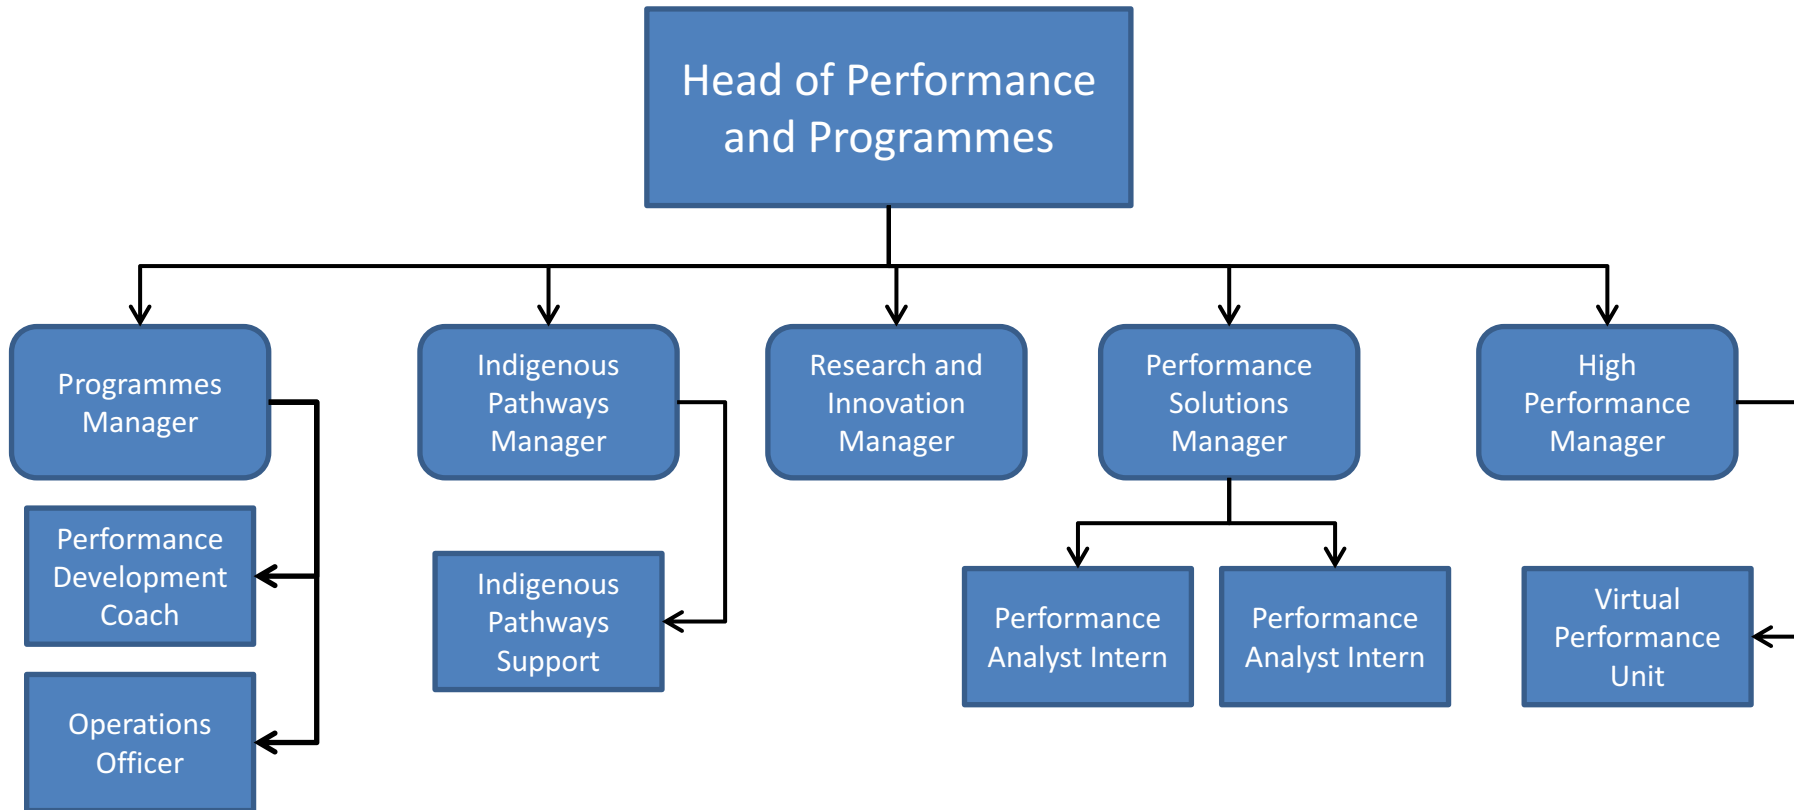 Head of Performance
and Programmes
Programmes
Manager
Indigenous
Pathways
Manager
Research and
Innovation
Manager
Performance
Solutions
Manager
High
Performance
Manager
Performance
Development
Coach
Operations
Officer
Indigenous
Pathways
Support
Performance
Analyst Intern
Performance
Analyst Intern
Virtual
Performance
Unit